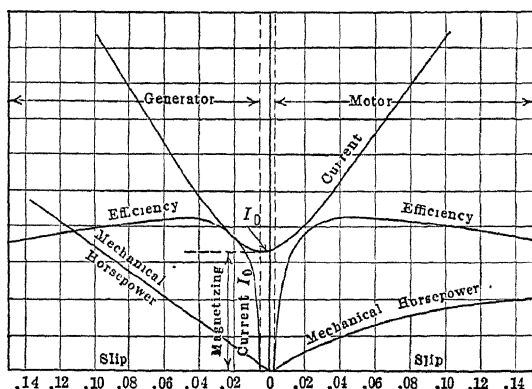 Generator
Motor
Current
Efficiency
I0
Efficiency
Mechanical
Horsepower
Magnetizing
Current I0
Mechanical Horsepower
Slip
Slip
.14 .12 .10 .08 .06 .04 .02 0 .02 .04 .06 .08 .10 .12 .14